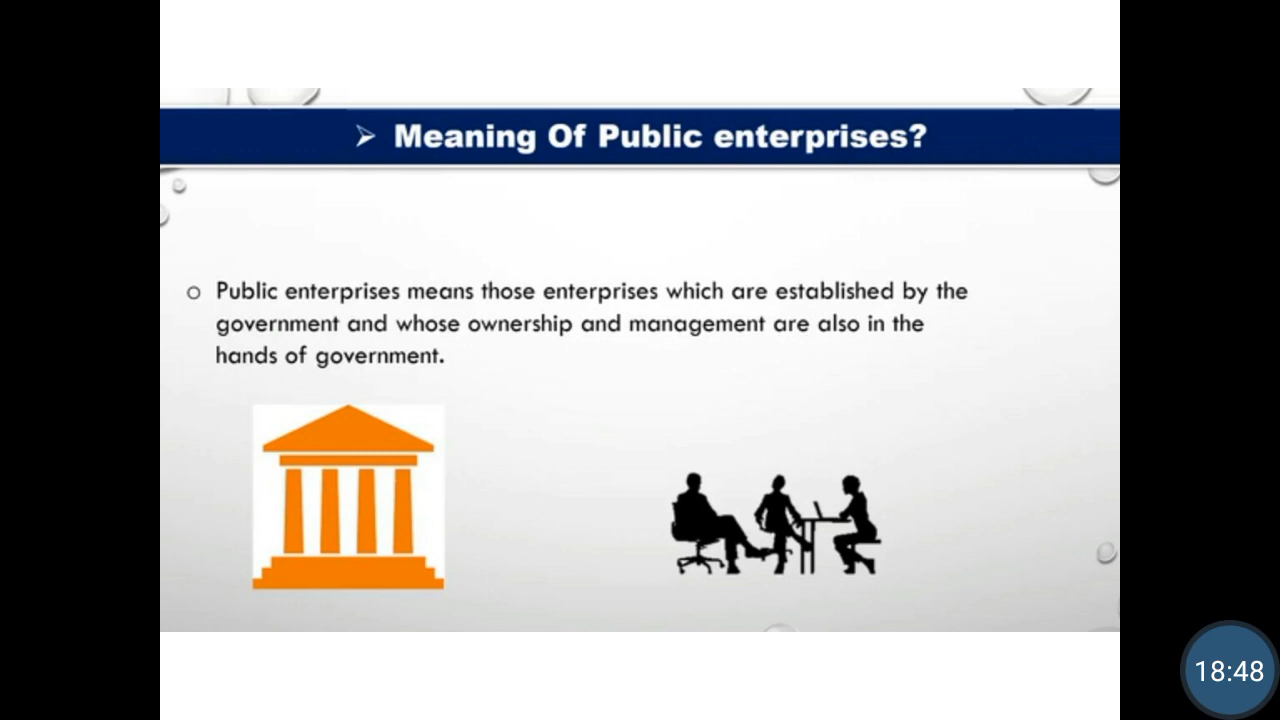 ➢ Meaning Of Public enterprises?
o Public enterprises means those enterprises which are established by the
government and whose ownership and management are also in the
hands of government.
18:48